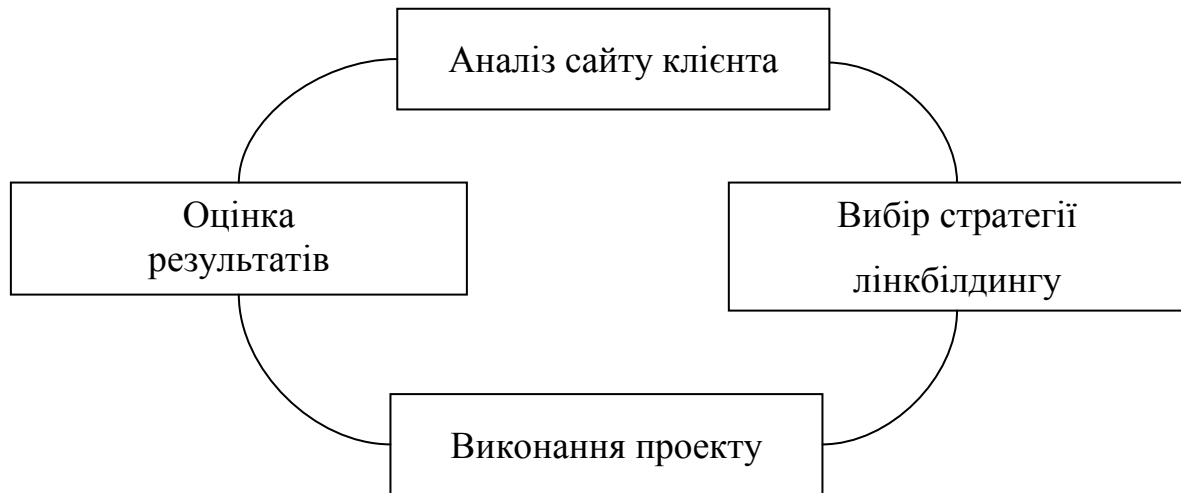 Аналіз сайту клієнта
Оцінка
результатів
Вибір стратегії
лінкбілдингу
Виконання проекту